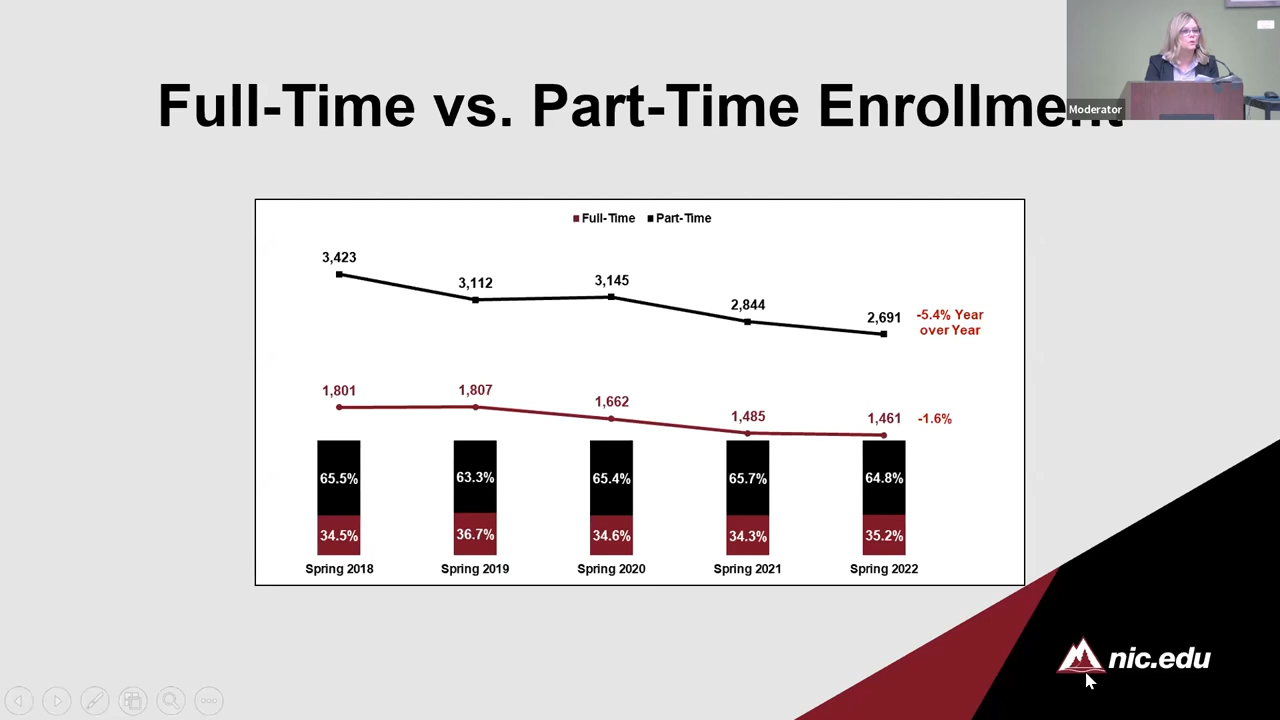 Full-Time vs. Part-Time Enrollment
Moderator
Full-Time Part-Time
3,423
3,112
3,145
2,844
2,691
-5.4% Year
over Year
1,801
1,807
1,662
1,485
1,461
-1.6%
65.5%
63.3%
65.4%
65.7%
64.8%
34.5%
36.7%
34.6%
34.3%
35.2%
Spring 2018
Spring 2019
Spring 2020
Spring 2021
Spring 2022
nic.edu